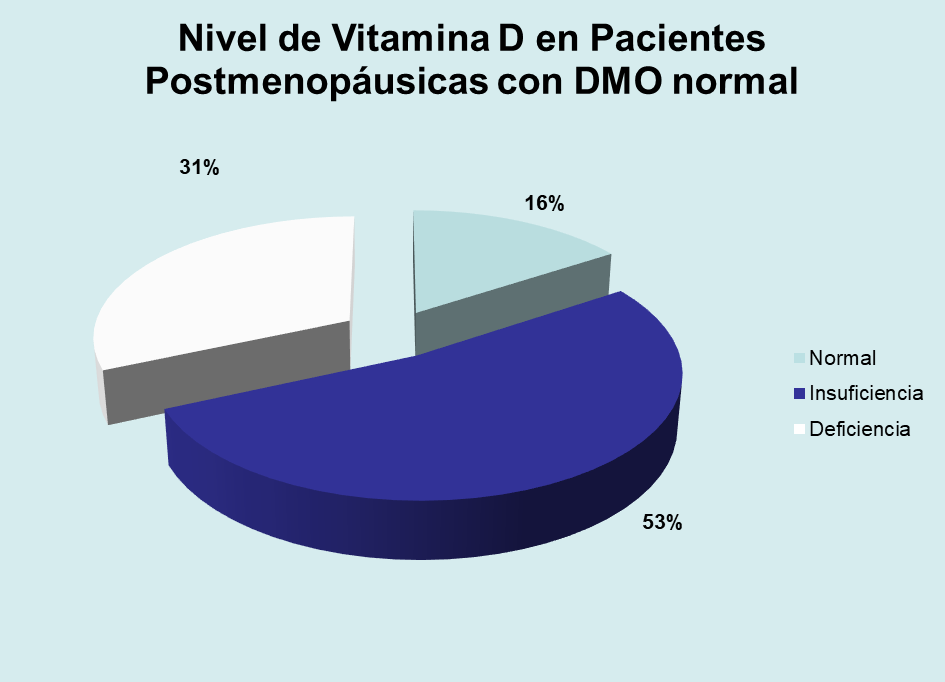 Nivel de Vitamina D en Pacientes
Postmenopáusicas con DMO normal
31%
16%
Normal
Insuficiencia
Deficiencia
53%